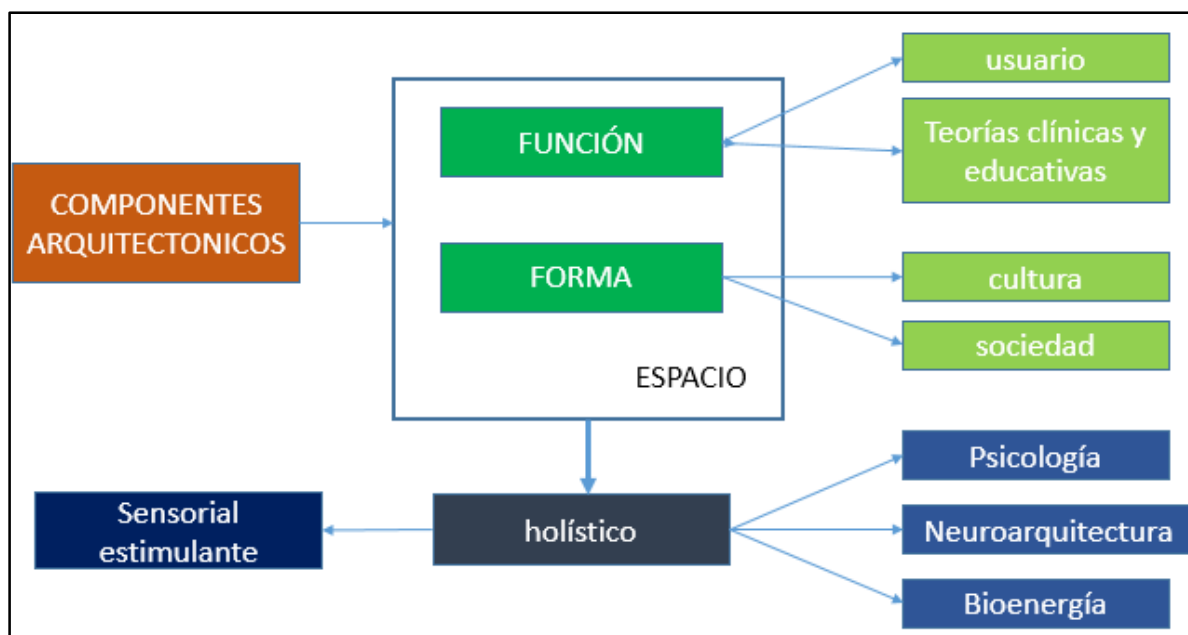 COMPONENTES
ARQUITECTONICOS
FUNCIÓN
FORMA
ESPACIO
usuario
Teorías clínicas y
educativas
cultura
sociedad
holístico
Sensorial
estimulante
Psicología
Neuroarquitectura
Bioenergía